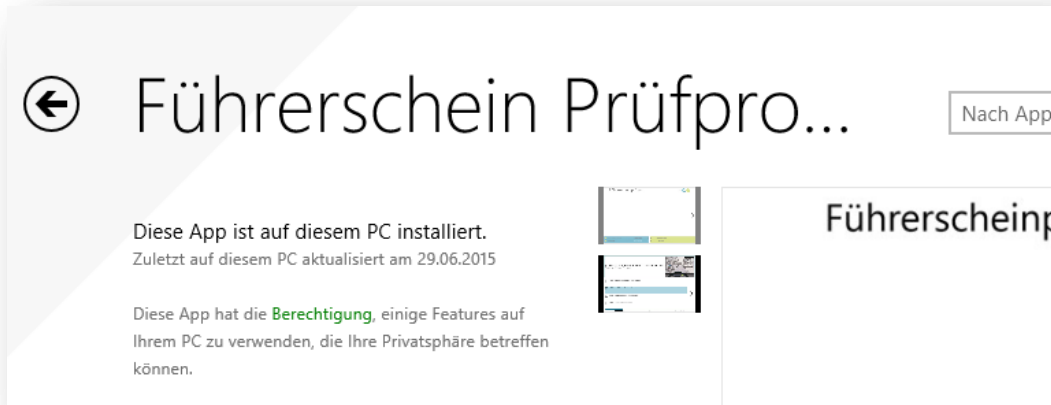 Führerschein Prüfpro...
Nach App
Diese App ist auf diesem PC installiert.
Zuletzt auf diesem PC aktualisiert am 29.06.2015
Diese App hat die Berechtigung, einige Features auf
Ihrem PC zu verwenden, die Ihre Privatsphäre betreffen
können.
Führerscheinp